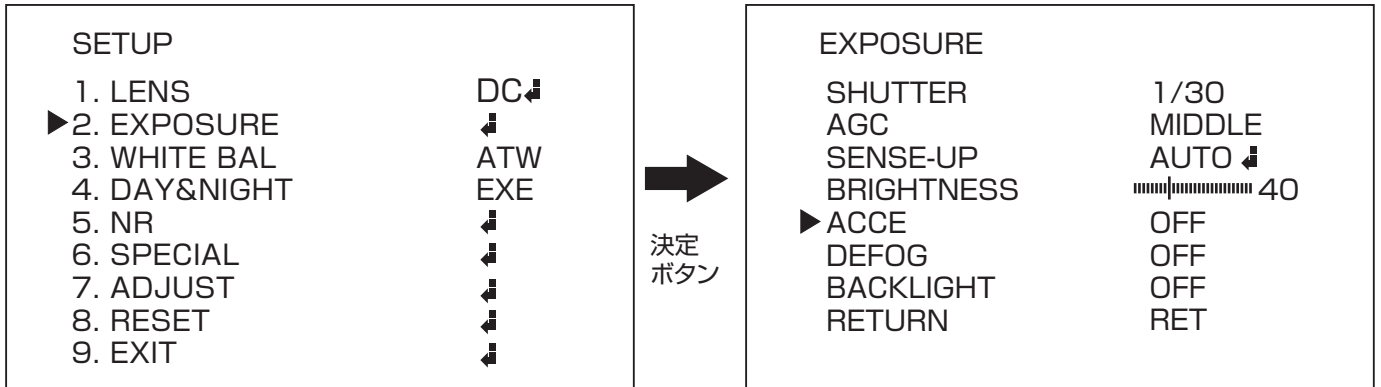 SETUP
1. LENS DC↲
▶2. EXPOSURE ↲
3. WHITE BAL ATW
4. DAY&NIGHT EXE
5. NR ↲
6. SPECIAL ↲
7. ADJUST ↲
8. RESET ↲
9. EXIT ↲
決定
ボタン
EXPOSURE
SHUTTER 1/30
AGC MIDDLE
SENSE-UP AUTO ↲
BRIGHTNESS 40
▶ACCE OFF
DEFOG OFF
BACKLIGHT OFF
RETURN RET